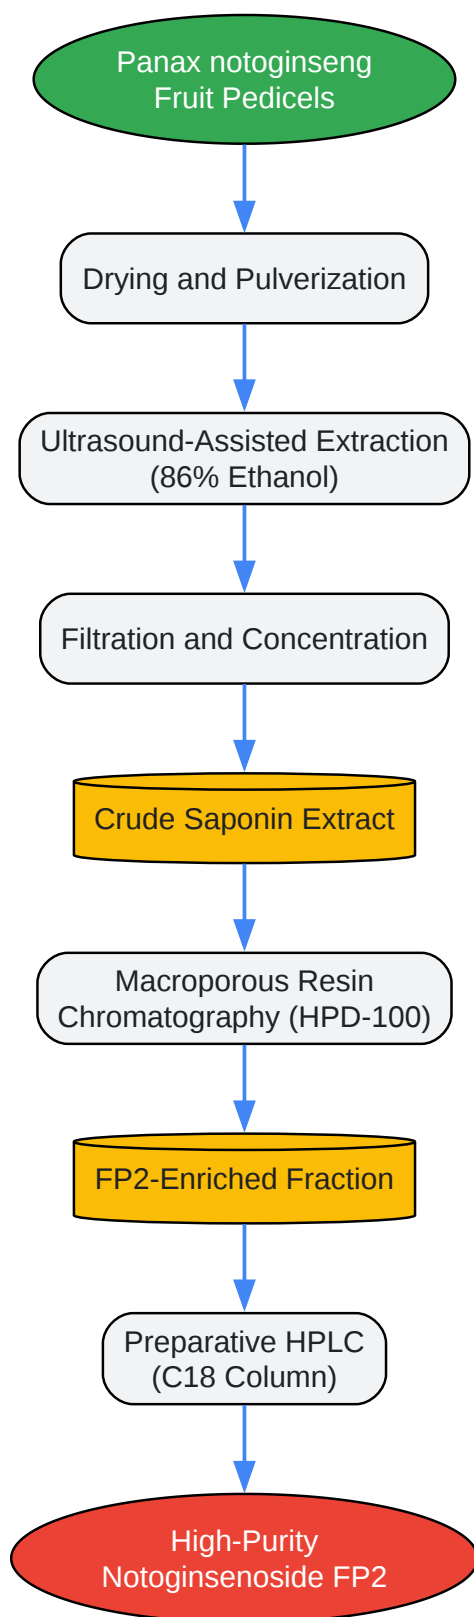 Panax notoginseng
Fruit Pedicels
Drying and Pulverization
Ultrasound-Assisted Extraction
(86% Ethanol)
Filtration and Concentration
Crude Saponin Extract
Macroporous Resin
Chromatography (HPD-100)
FP2-Enriched Fraction
Preparative HPLC
(C18 Column)
High-Purity
Notoginsenoside FP2